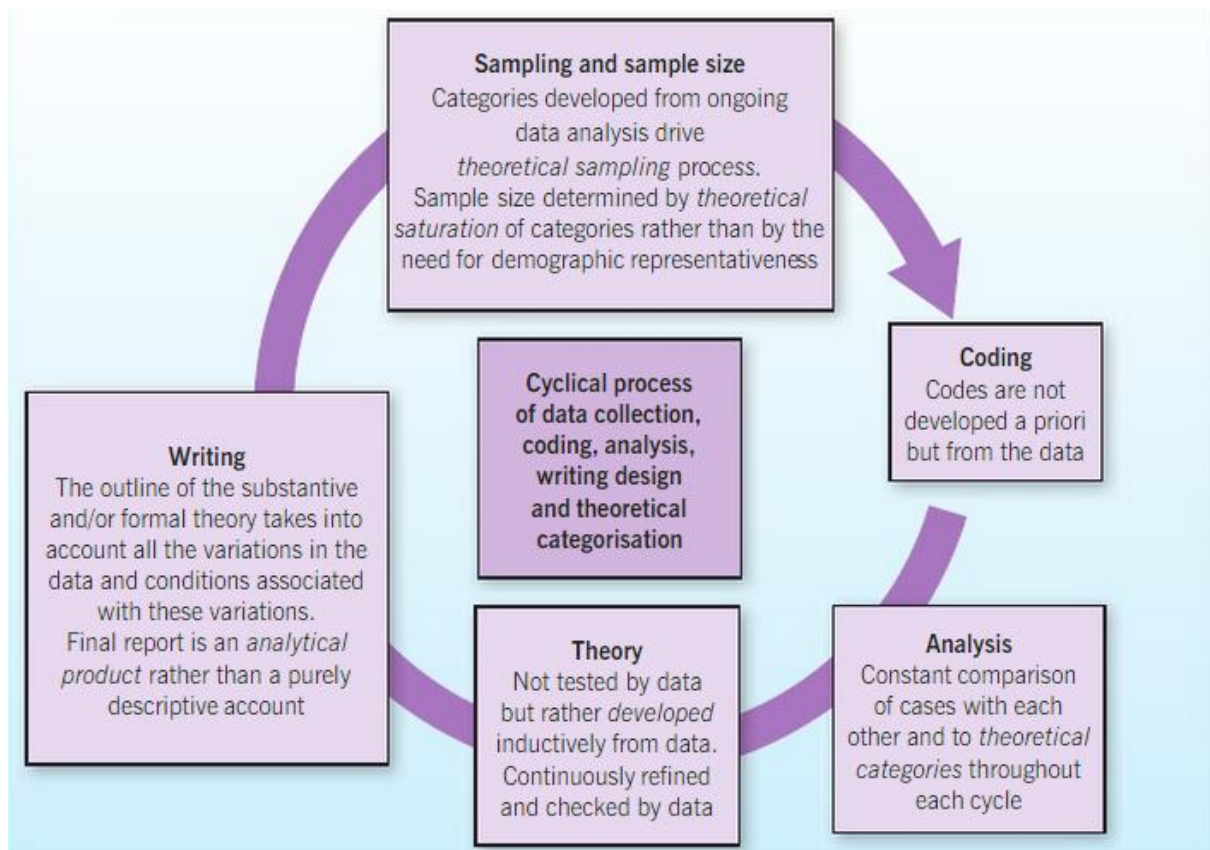 Sampling and sample size
Categories developed from ongoing
data analysis drive
theoretical sampling process.
Sample size determined by theoretical
saturation of categories rather than by the
need for demographic representativeness
Coding
Codes are not
developed a priori
but from the data
Analysis
Constant comparison
of cases with each
other and to theoretical
categories throughout
each cycle
Theory
Not tested by data
but rather developed
inductively from data.
Continuously refined
and checked by data
Writing
The outline of the substantive
and/or formal theory takes into
account all the variations in the
data and conditions associated
with these variations.
Final report is an analytical
product rather than a purely
descriptive account
Cyclical process
of data collection,
coding, analysis,
writing design
and theoretical
categorisation